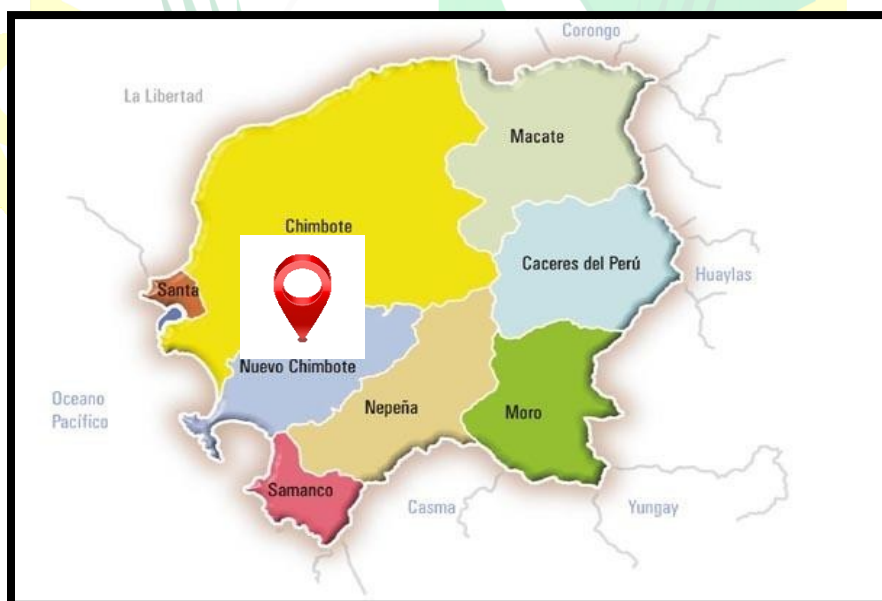 Corongo
La Libertad
Macate
Chimbote
Caceres del Perú
Huaylas
Santa
Nuevo Chimbote
Oceano
Pacífico
Nepeña
Moro
Samanco
Casma
Yungay